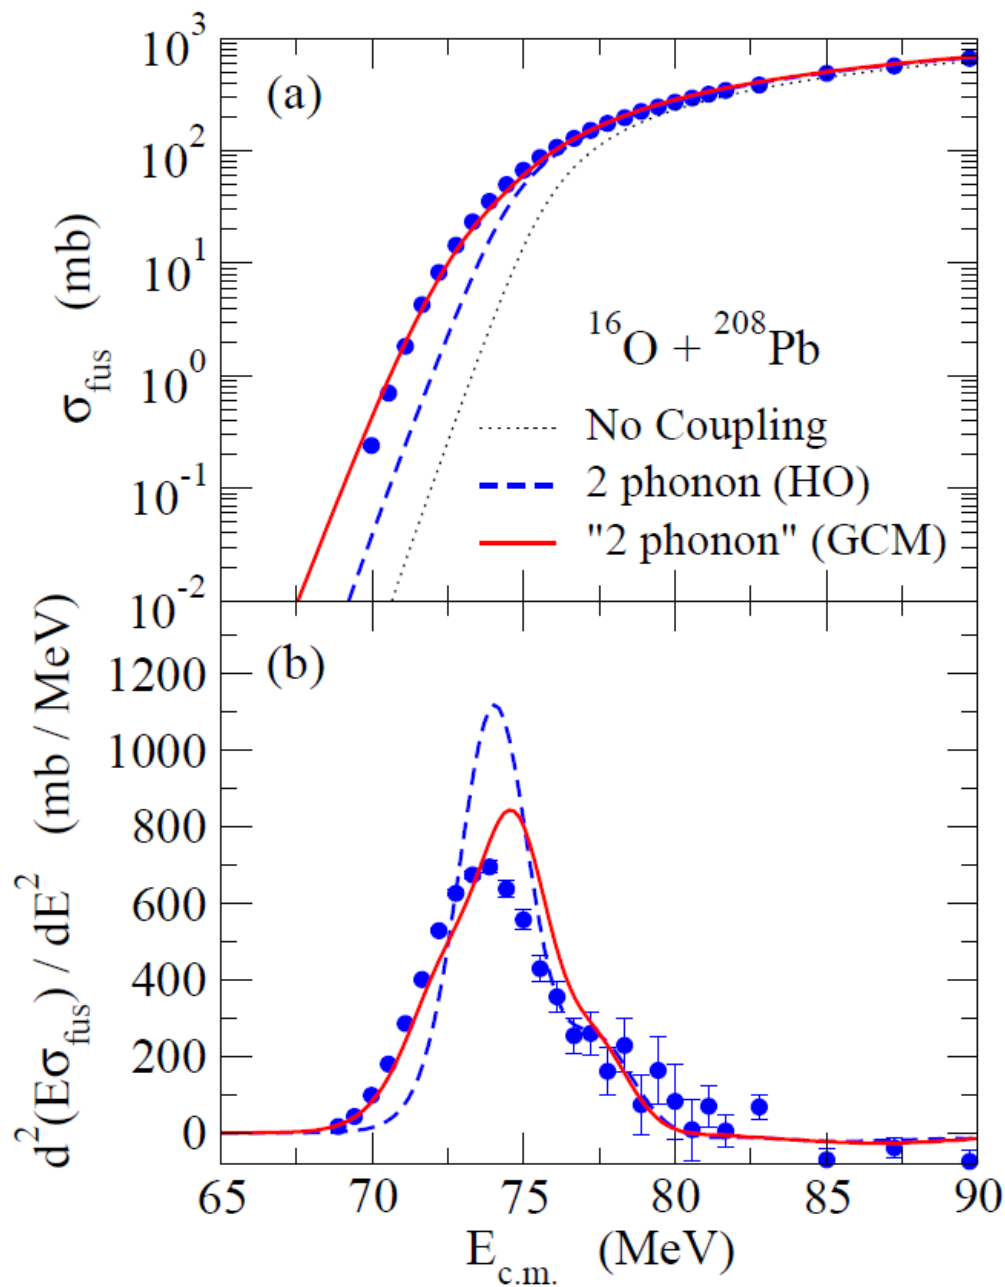 (a)
10^3
10^2
10^1
10^0
10^-1
10^-2
σ_fus (mb)
^16O + ^208Pb
No Coupling
2 phonon (HO)
"2 phonon" (GCM)
(b)
1200
1000
800
600
400
200
0
d^2(Eσ_fus) / dE^2 (mb / MeV)
65 70 75 80 85 90
E_c.m. (MeV)